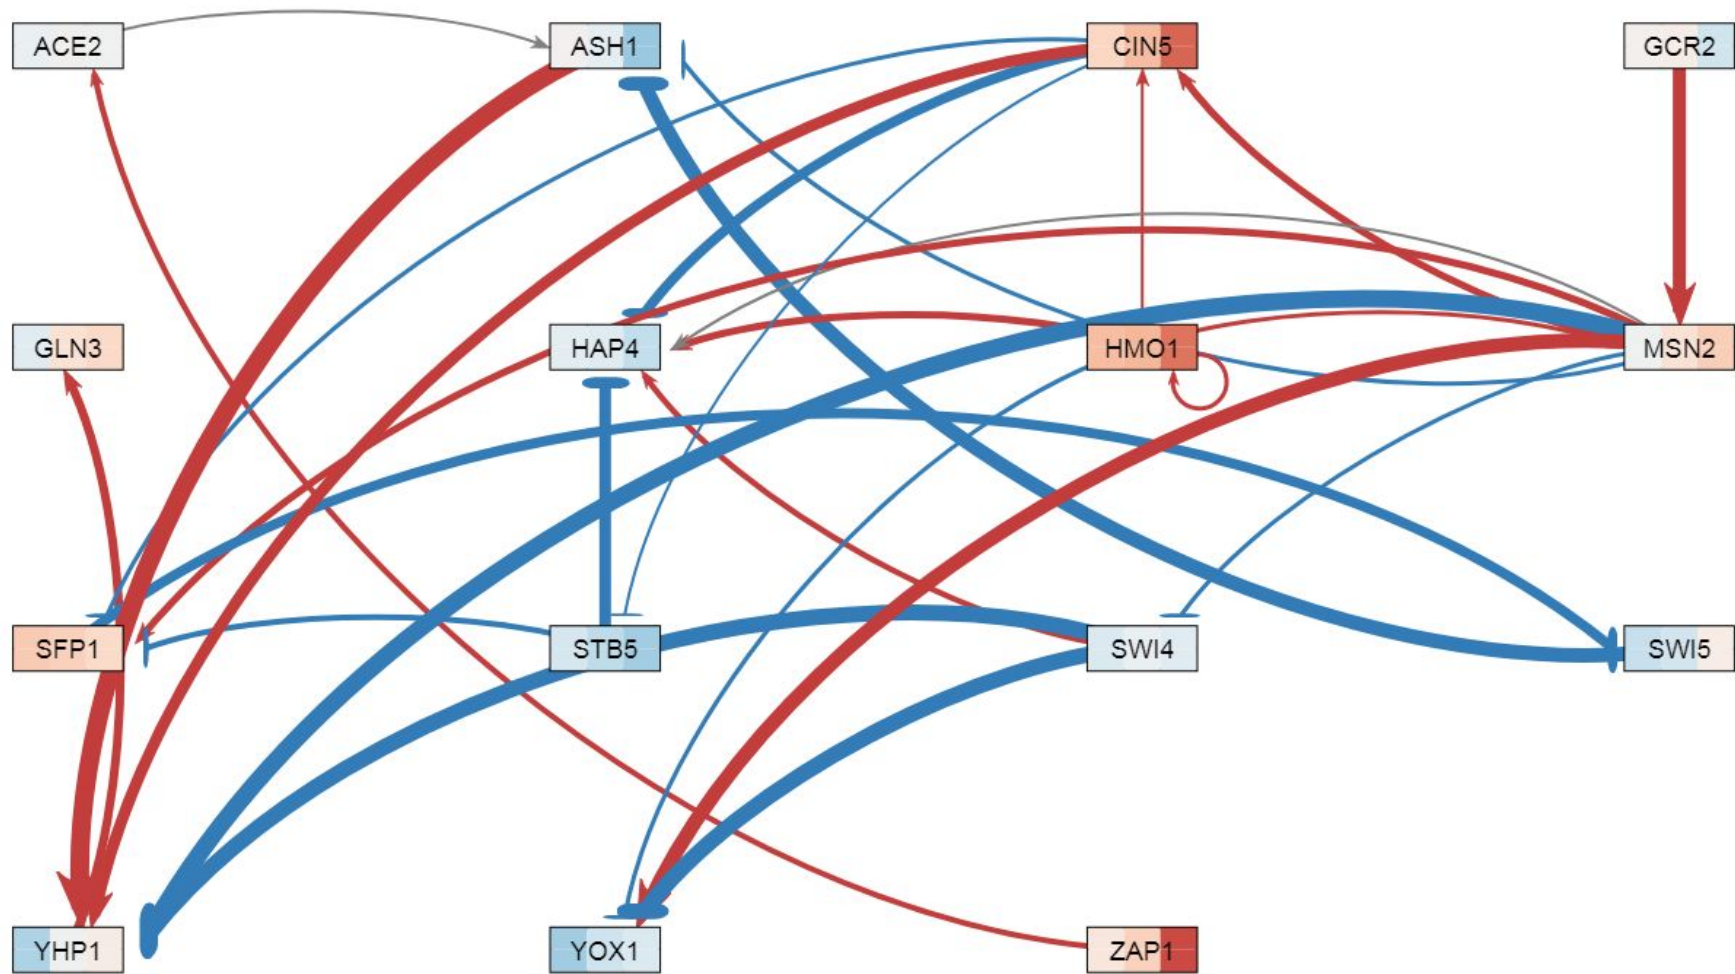 ACE2
ASH1
CIN5
GCR2
GLN3
HAP4
HMO1
MSN2
SFP1
STB5
SWI4
SWI5
YHP1
YOX1
ZAP1